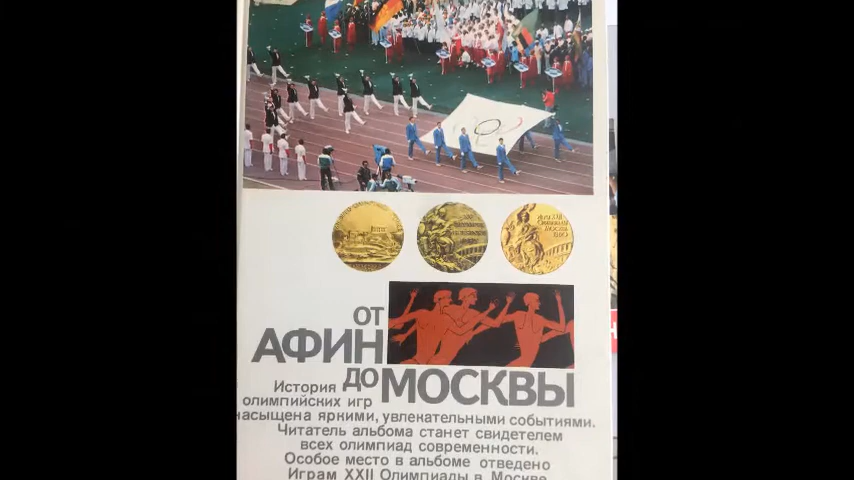 от
АФИН
до МОСКВЫ
История
олимпийских игр
насыщена яркими, увлекательными событиями.
Читатель альбома станет свидетелем
всех олимпиад современности.
Особое место в альбоме отведено
Играм XXII Олимпиады в Москве